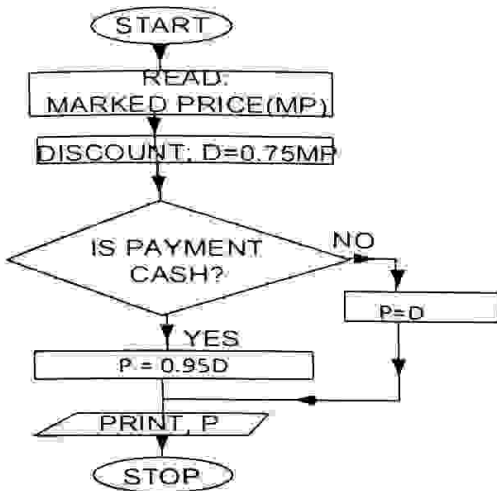 START
READ:
MARKED PRICE(MP)
DISCOUNT; D=0.75MP
IS PAYMENT
CASH?
NO
P=D
YES
P = 0.95D
PRINT, P
STOP